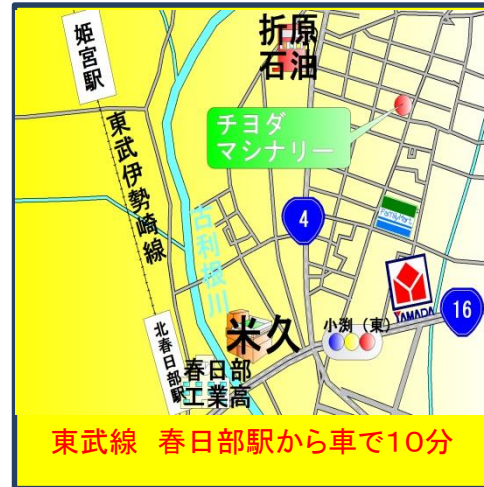 姫宮駅
東武伊勢崎線
折原
石油
チヨダ
マシナリー
古利根川
4
FamilyMart
YAMADA
16
小渕（東）
米久
北春日部駅
春日部
工業高
東武線 春日部駅から車で10分